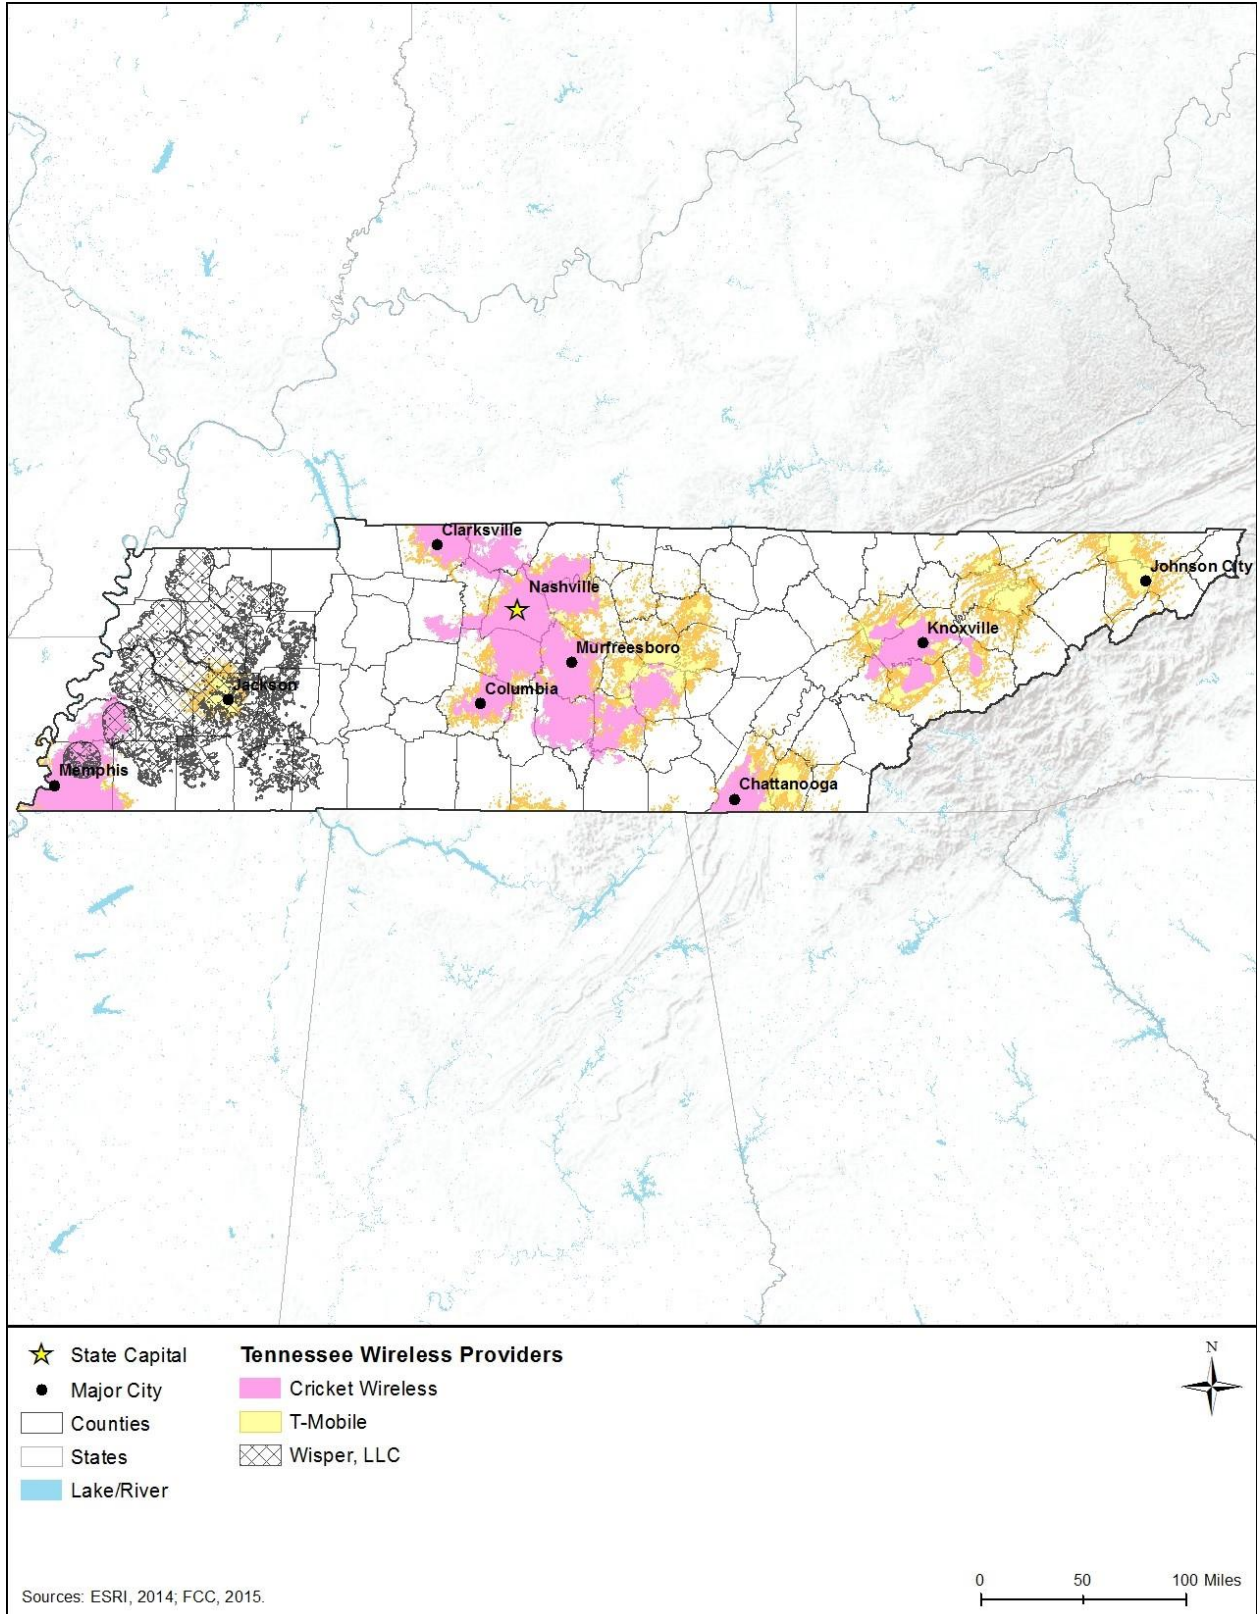 Clarksville
Nashville
Johnson City
Knoxville
Murfreesboro
Jackson
Columbia
Memphis
Chattanooga
State Capital
Major City
Counties
States
Lake/River
Tennessee Wireless Providers
Cricket Wireless
T-Mobile
Wisper, LLC
N
Sources: ESRI, 2014; FCC, 2015.
0 50 100 Miles